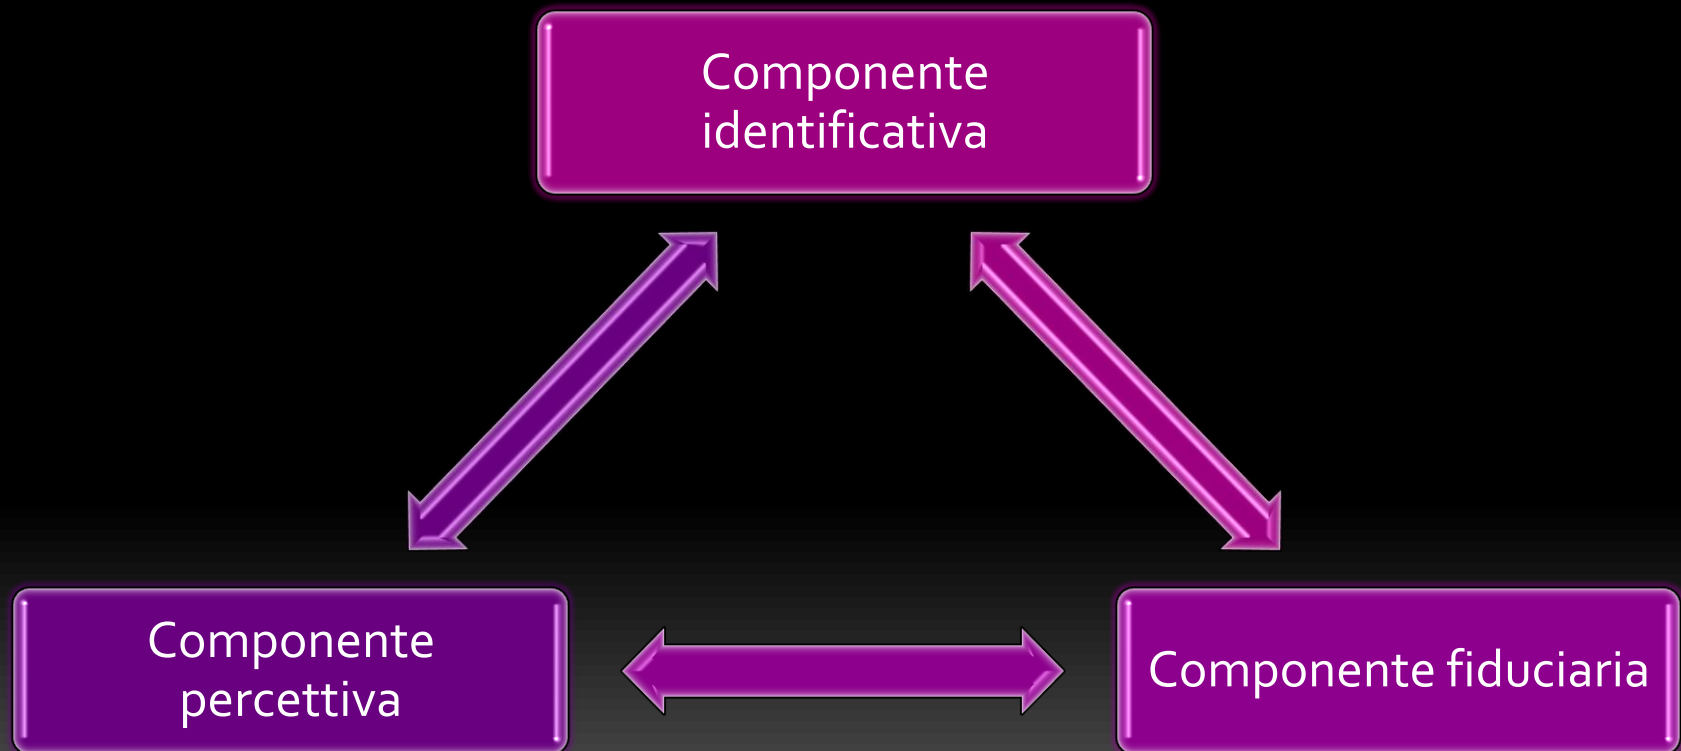 Componente
identificativa
Componente
percettiva
Componente fiduciaria